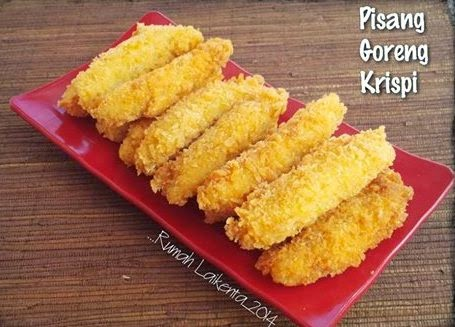 Pisang
Goreng
Krispi
...Rumah Laikenta_2014